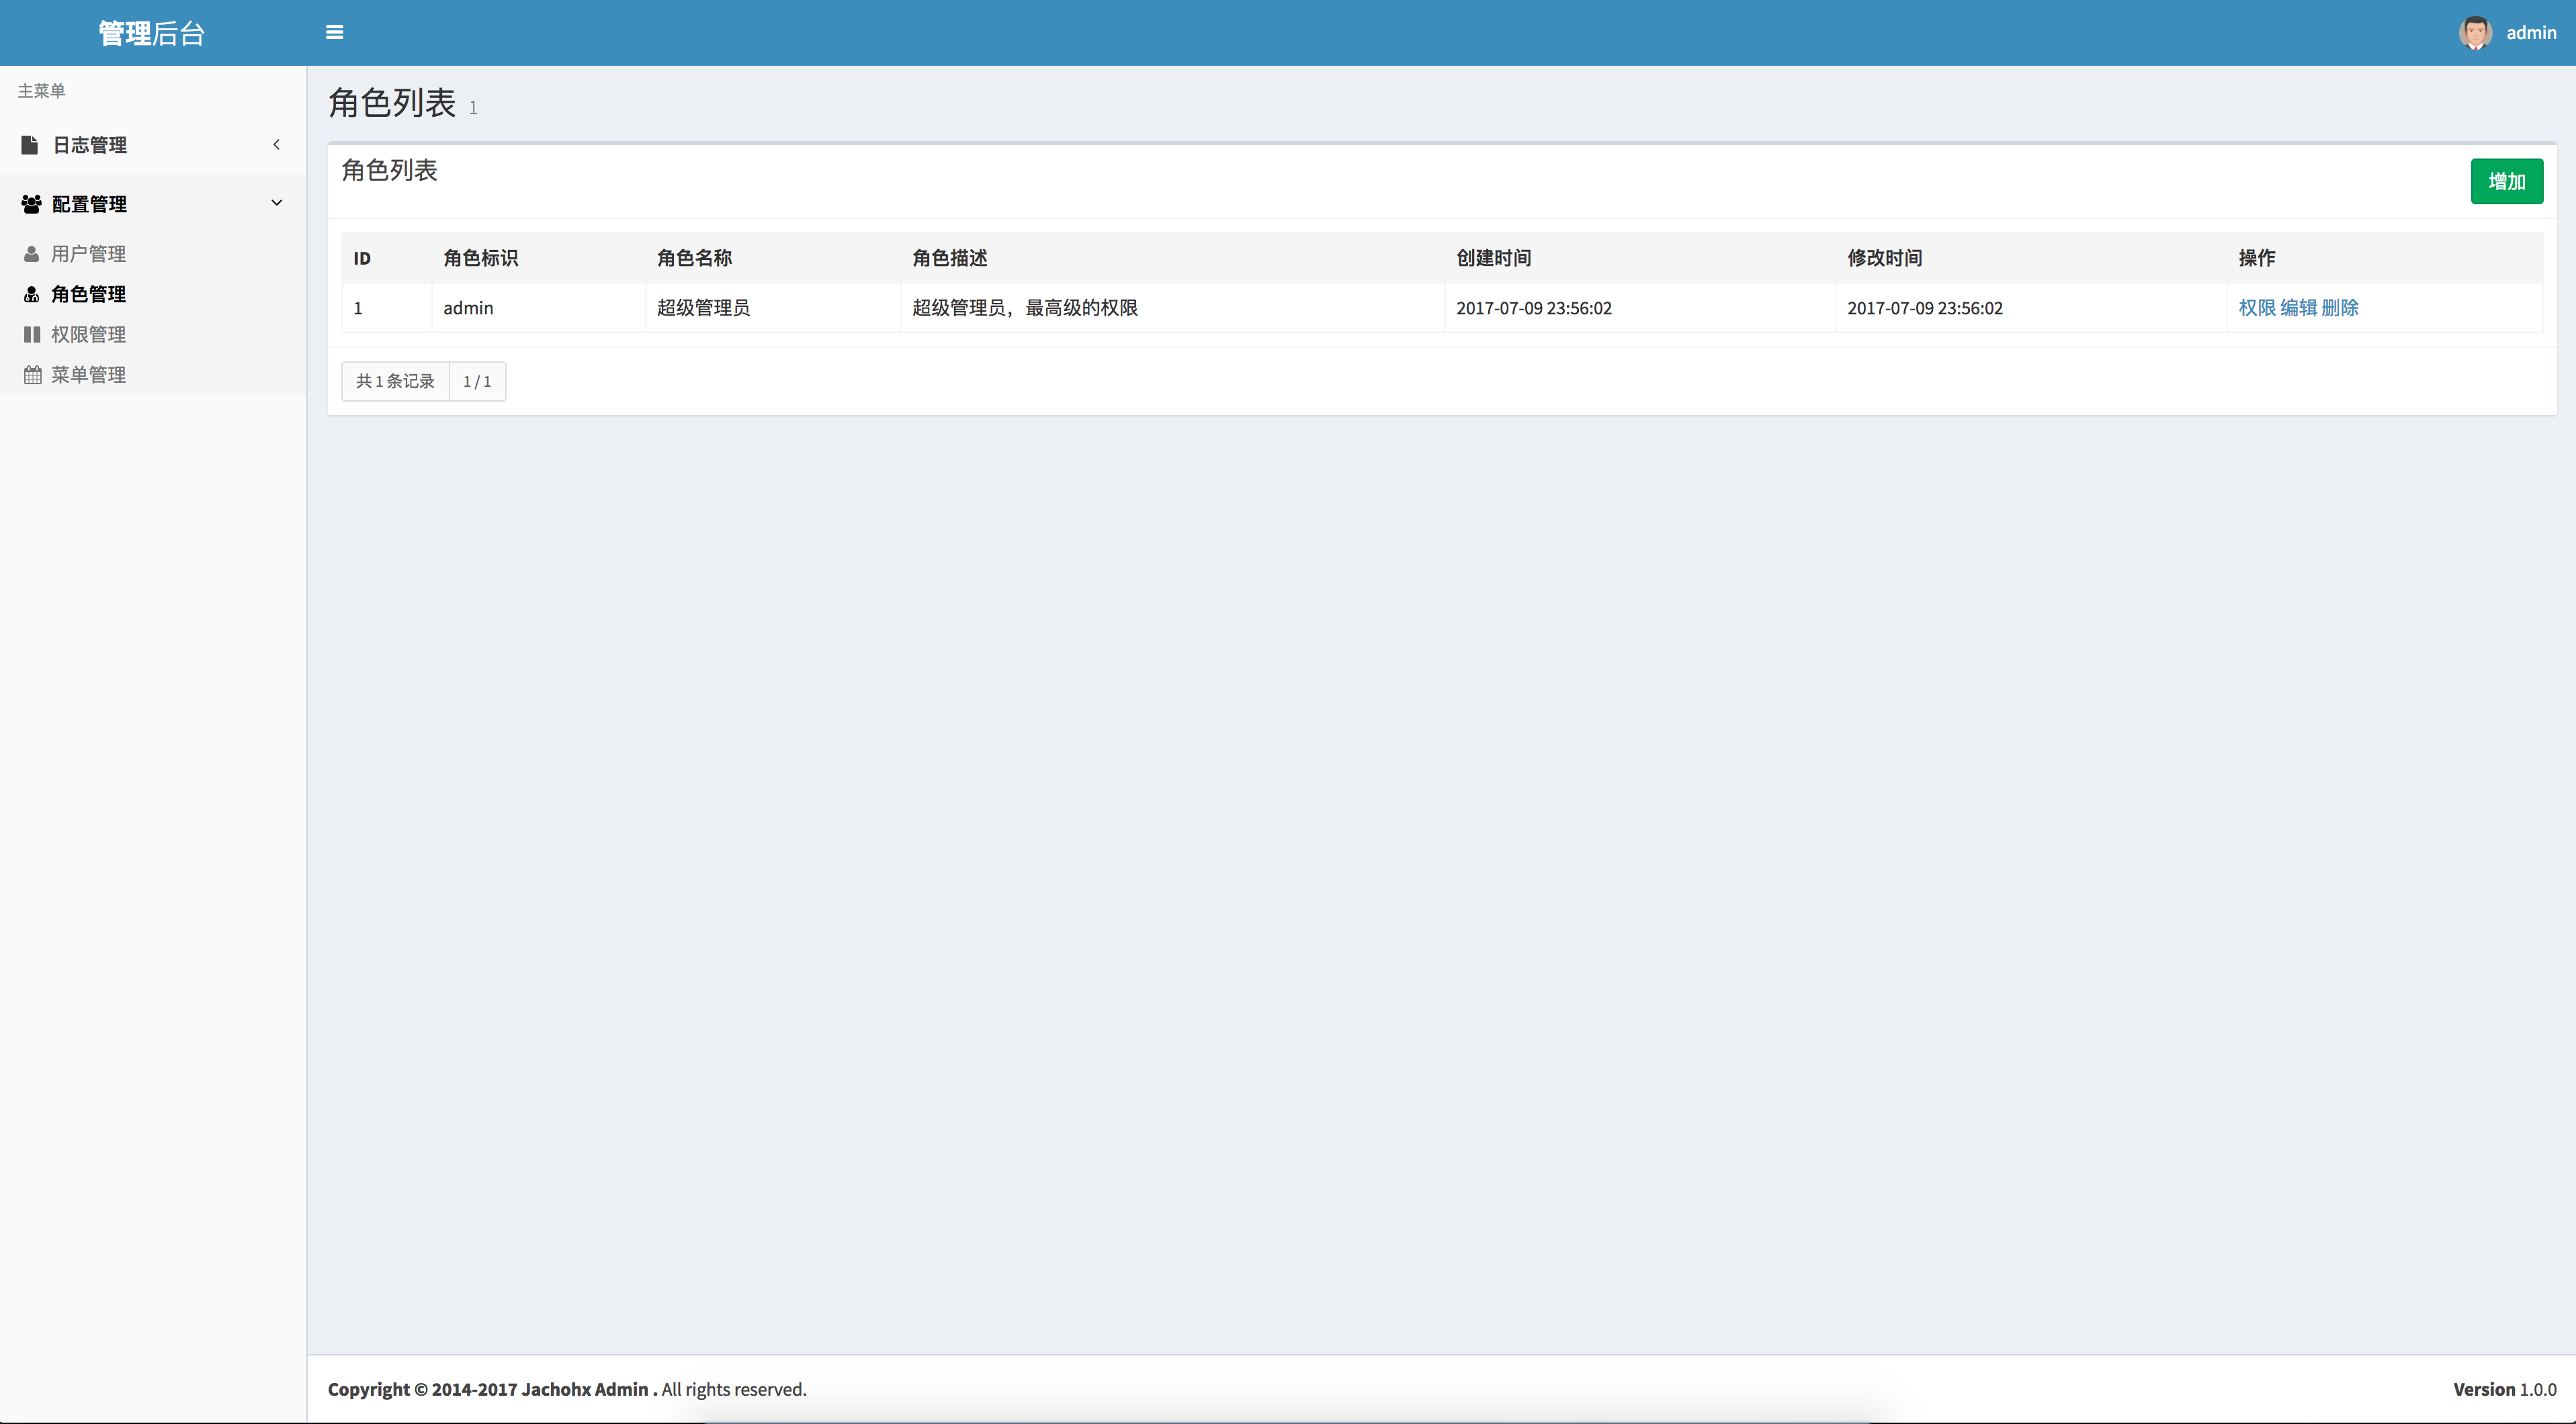 管理后台
admin
主菜单
日志管理
配置管理
用户管理
角色管理
权限管理
菜单管理
角色列表 1
角色列表
增加
ID 角色标识 角色名称 角色描述 创建时间 修改时间 操作
1 admin 超级管理员 超级管理员，最高级的权限 2017-07-09 23:56:02 2017-07-09 23:56:02 权限 编辑 删除
共 1 条记录 1 / 1
Copyright © 2014-2017 Jachohx Admin . All rights reserved.
Version 1.0.0